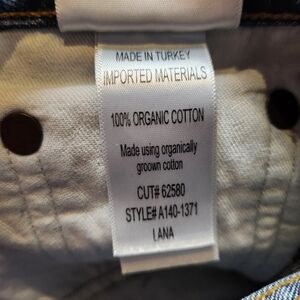 MADE IN TURKEY
IMPORTED MATERIALS
100% ORGANIC COTTON
Made using organically
groown cotton
CUT# 62580
STYLE# A140-1371
LANA